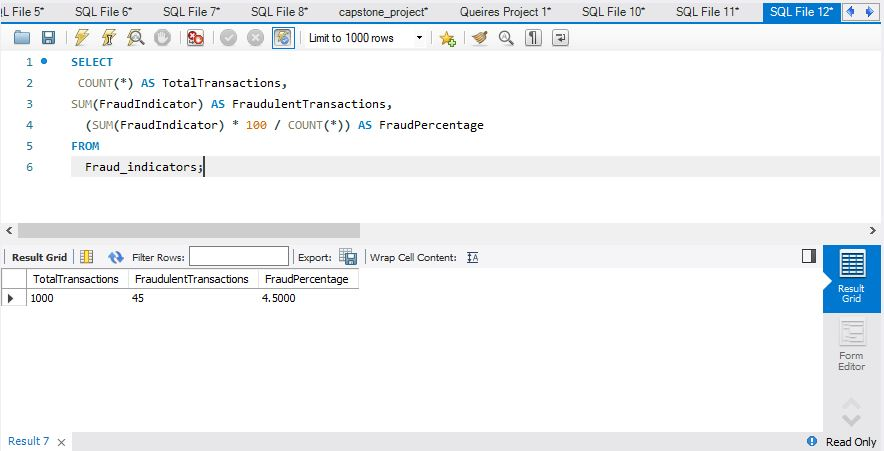 L File 5* SQL File 6* SQL File 7* SQL File 8* capstone_project* Queires Project 1* SQL File 10* SQL File 11* SQL File 12*
Limit to 1000 rows
1 SELECT
2 COUNT(*) AS TotalTransactions,
3 SUM(FraudIndicator) AS FraudulentTransactions,
4 (SUM(FraudIndicator) * 100 / COUNT(*)) AS FraudPercentage
5 FROM
6 Fraud_indicators;
Result Grid Filter Rows: Export: Wrap Cell Content:
TotalTransactions FraudulentTransactions FraudPercentage
1000 45 4.5000
Result
Grid
Form
Editor
Result 7 Read Only